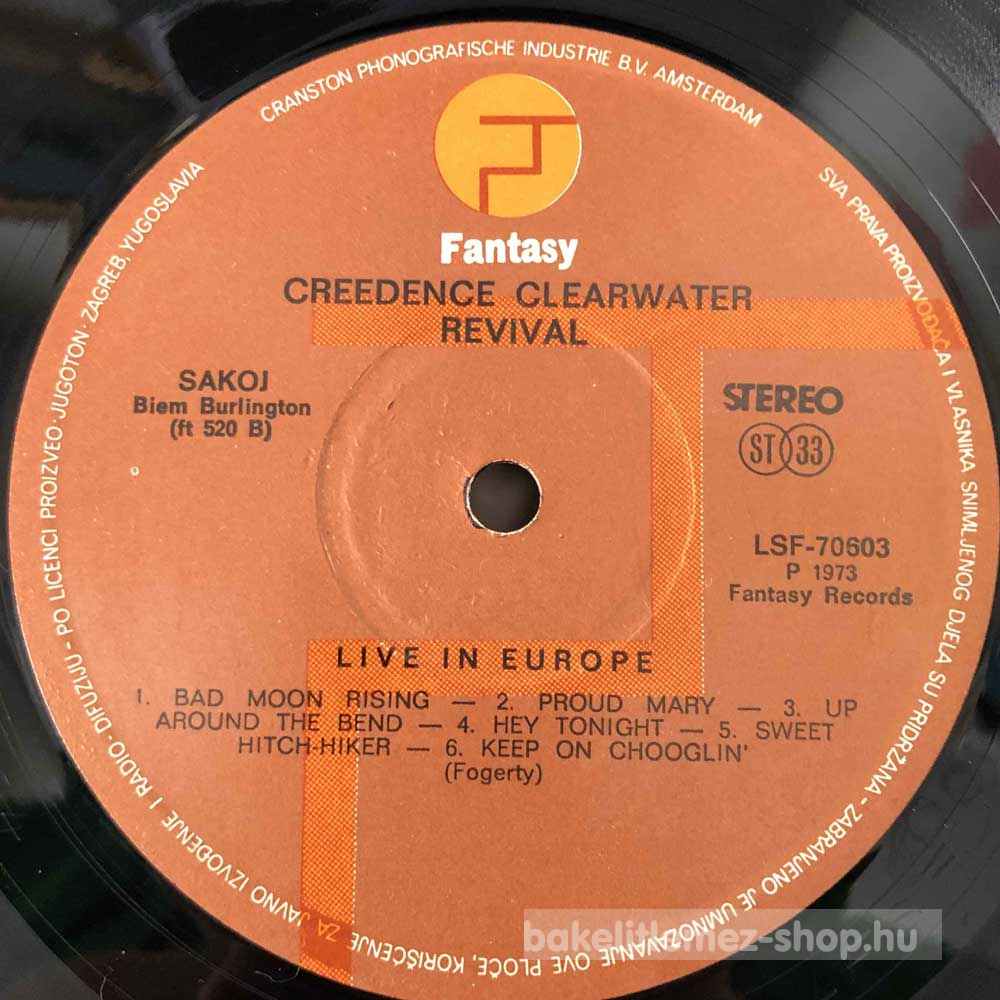 CRANSTON PHONOGRAFISCHE INDUSTRIE B.V. AMSTERDAM
SVA PRAVA PROIZVOĐAČA I VLASNIKA SNIMLJENOG DJELA SU PRIDRŽANA - ZABRANJENO JE UMNOŽAVANJE OVE PLOČE, KORIŠĆENJE ZA JAVNO IZVOĐENJE I RADIO-DIFUZIJU - PO LICENCI PROIZVEO JUGOTON ZAGREB, YUGOSLAVIA
Fantasy
CREEDENCE CLEARWATER
REVIVAL
SAKOJ
Biem Burlington
(ft 520 B)
STEREO
ST 33
LSF-70603
P 1973
Fantasy Records
LIVE IN EUROPE
1. BAD MOON RISING — 2. PROUD MARY — 3. UP
AROUND THE BEND — 4. HEY TONIGHT — 5. SWEET
HITCH-HIKER — 6. KEEP ON CHOOGLIN'
(Fogerty)
bakelitlemez-shop.hu